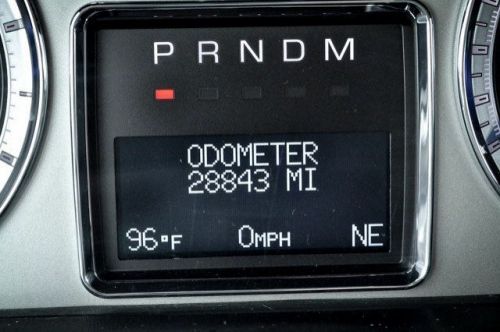 P R N D M
ODOMETER
28843 MI
96°F 0MPH NE